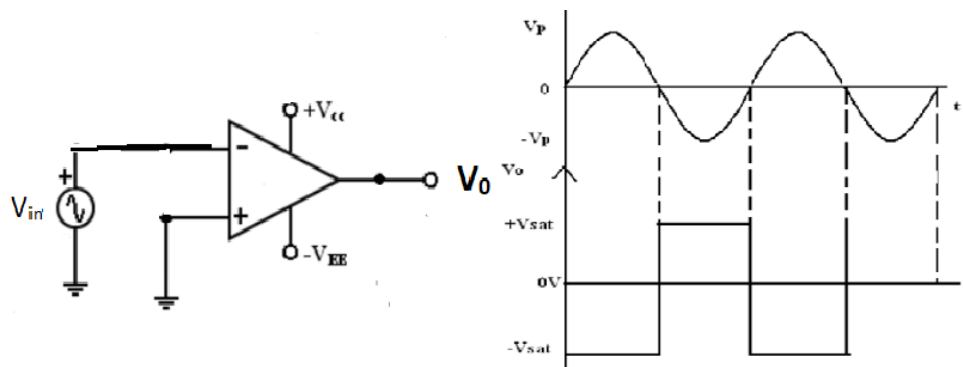 +Vcc
-
+
Vin
+
-VEE
V0
Vp
0
-Vp
t
Vo
+Vsat
0V
-Vsat